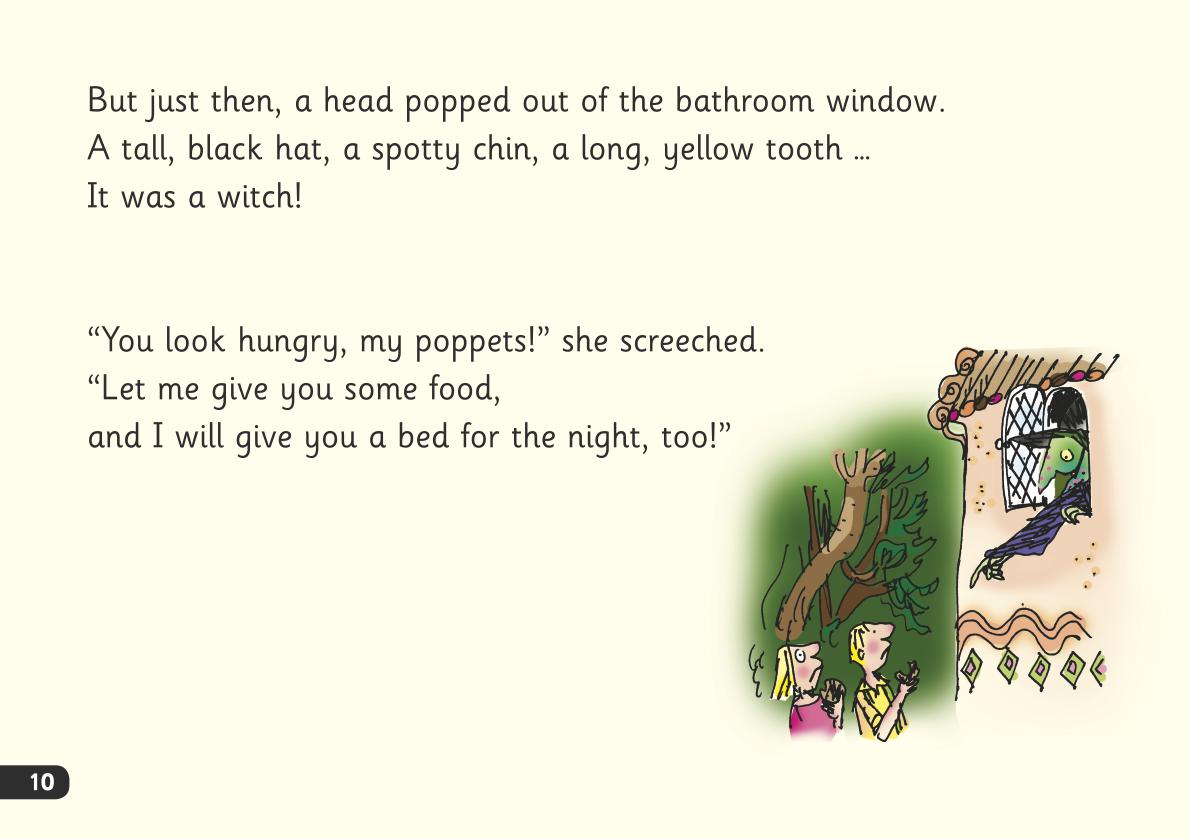 But just then, a head popped out of the bathroom window.
A tall, black hat, a spotty chin, a long, yellow tooth ...
It was a witch!
“You look hungry, my poppets!” she screeched.
“Let me give you some food,
and I will give you a bed for the night, too!”
10